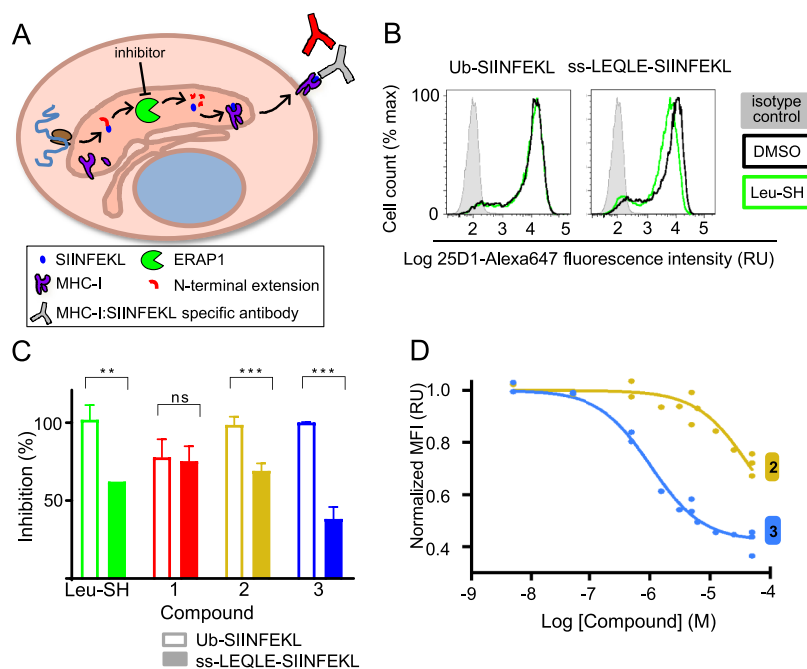 A
inhibitor
SIINFEKL
ERAP1
MHC-I
N-terminal extension
MHC-I:SIINFEKL specific antibody
B
Ub-SIINFEKL
ss-LEQLE-SIINFEKL
Cell count (% max)
100
0
2 3 4 5
2 3 4 5
Log 25D1-Alexa647 fluorescence intensity (RU)
isotype
control
DMSO
Leu-SH
C
** ns *** ***
Inhibition (%)
100
50
Leu-SH 1 2 3
Compound
Ub-SIINFEKL
ss-LEQLE-SIINFEKL
D
Normalized MFI (RU)
1.0
0.8
0.6
0.4
2
3
-9 -8 -7 -6 -5 -4
Log [Compound] (M)